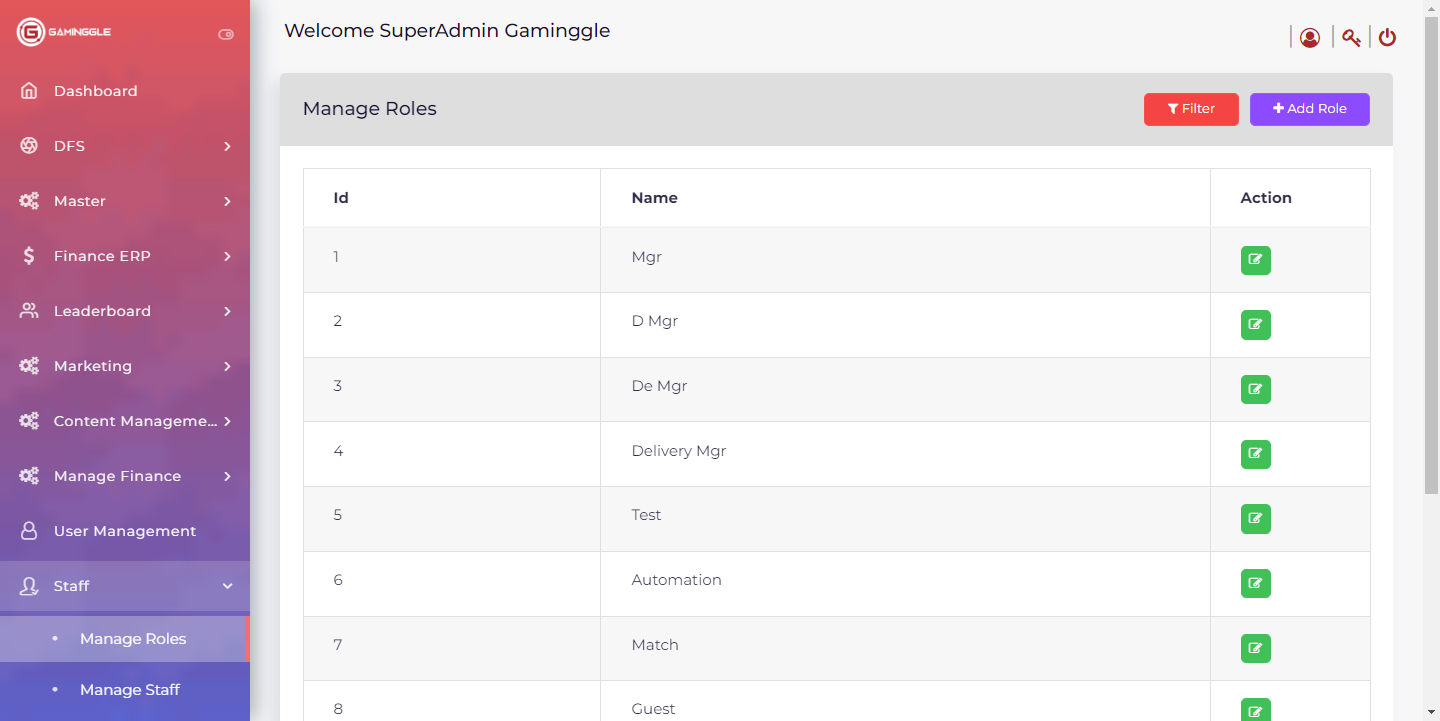 GAMINGGLE
Dashboard
DFS
Master
Finance ERP
Leaderboard
Marketing
Content Manageme...
Manage Finance
User Management
Staff
Manage Roles
Manage Staff
Welcome SuperAdmin Gaminggle
Manage Roles
Filter
Add Role
Id Name Action
1 Mgr
2 D Mgr
3 De Mgr
4 Delivery Mgr
5 Test
6 Automation
7 Match
8 Guest